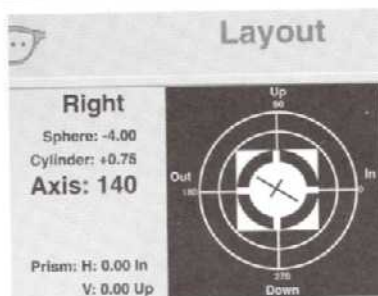 Layout
Right
Sphere: -4.00
Cylinder: +0.75
Axis: 140
Prism: H: 0.00 In
V: 0.00 Up
Up
90
Out
180
In
0
270
Down